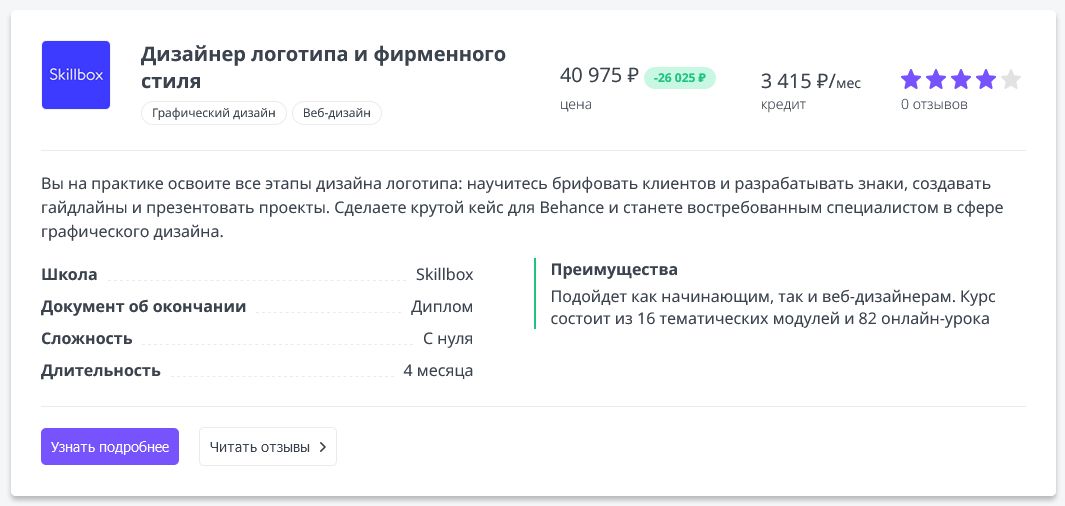 Skillbox
Дизайнер логотипа и фирменного
стиля
Графический дизайн Веб-дизайн
40 975 ₽ -26 025 ₽
цена
3 415 ₽/мес
кредит
0 отзывов
Вы на практике освоите все этапы дизайна логотипа: научитесь брифовать клиентов и разрабатывать знаки, создавать
гайдлайны и презентовать проекты. Сделаете крутой кейс для Behance и станете востребованным специалистом в сфере
графического дизайна.
Школа Skillbox
Документ об окончании Диплом
Сложность С нуля
Длительность 4 месяца
Преимущества
Подойдет как начинающим, так и веб-дизайнерам. Курс
состоит из 16 тематических модулей и 82 онлайн-урока
Узнать подробнее Читать отзывы